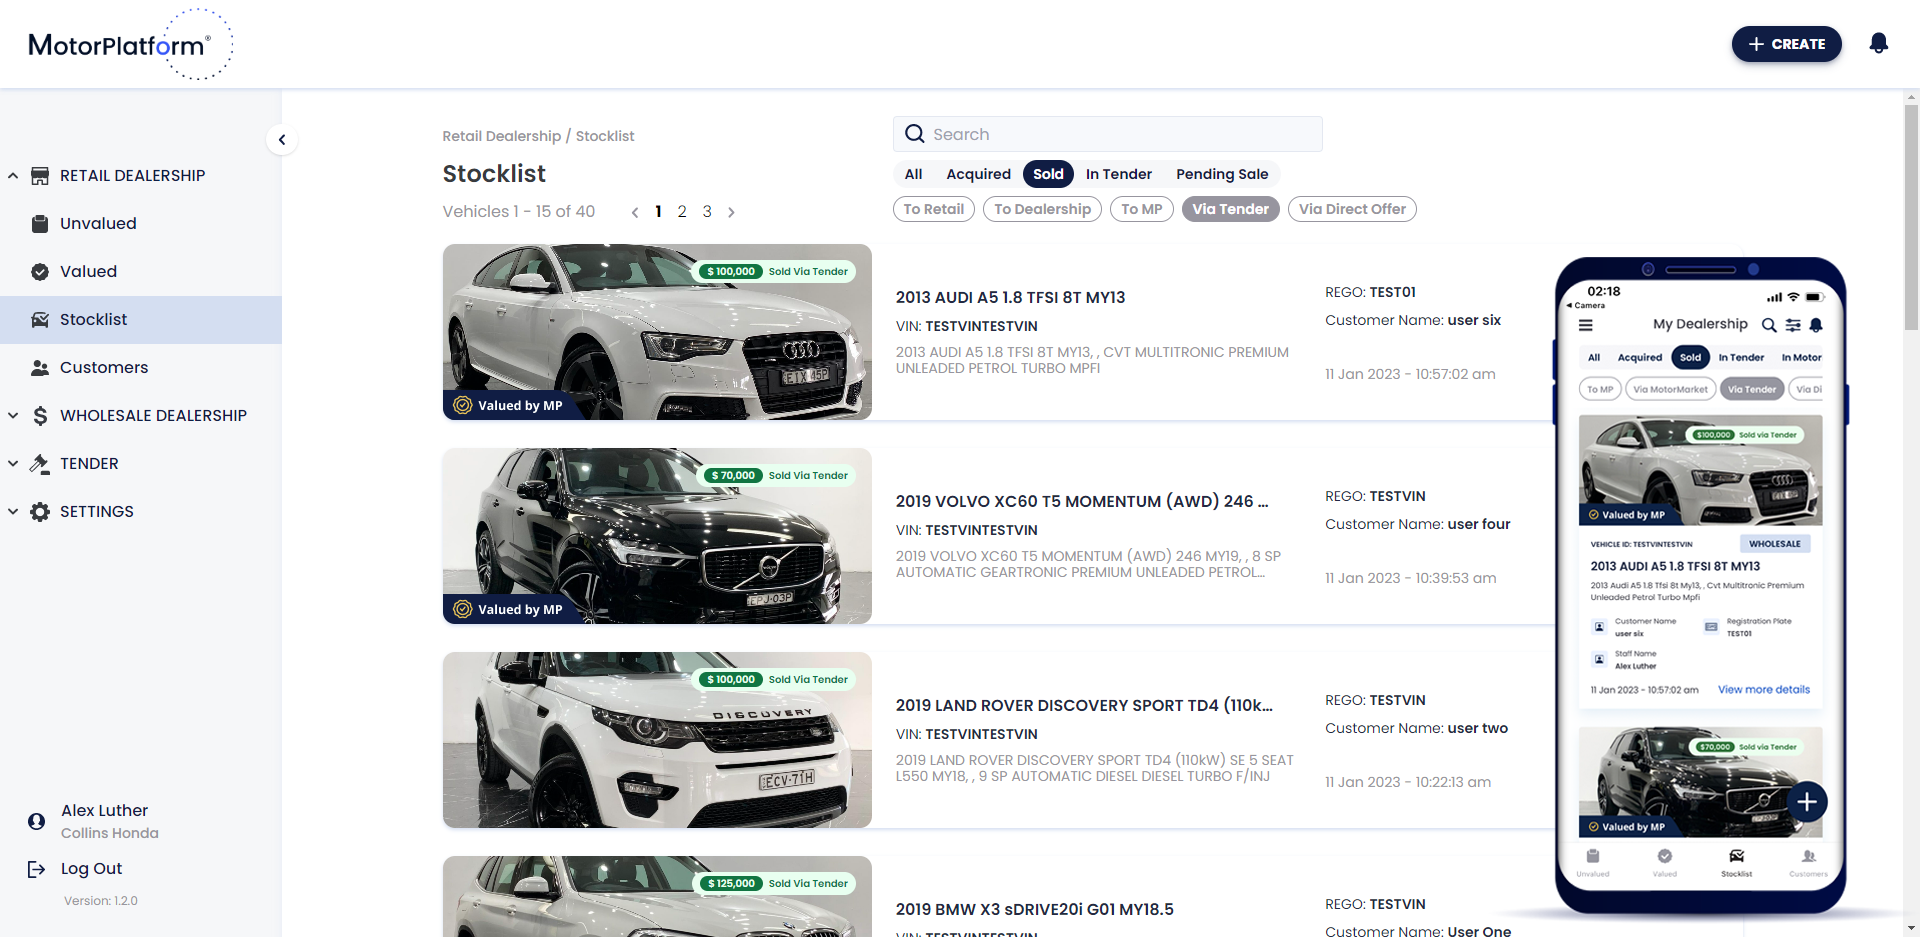 MotorPlatform®
+ CREATE
RETAIL DEALERSHIP
Unvalued
Valued
Stocklist
Customers
WHOLESALE DEALERSHIP
TENDER
SETTINGS
Alex Luther
Collins Honda
Log Out
Version: 1.2.0
Retail Dealership / Stocklist
Stocklist
Vehicles 1 - 15 of 40
1 2 3
Search
All Acquired Sold In Tender Pending Sale
To Retail To Dealership To MP Via Tender Via Direct Offer
$ 100,000 Sold Via Tender
EIX 45P
Valued by MP
2013 AUDI A5 1.8 TFSI 8T MY13
VIN: TESTVINTESTVIN
2013 AUDI A5 1.8 TFSI 8T MY13, , CVT MULTITRONIC PREMIUM
UNLEADED PETROL TURBO MPFI
REGO: TEST01
Customer Name: user six
11 Jan 2023 - 10:57:02 am
$ 70,000 Sold Via Tender
EPJ-03P
Valued by MP
2019 VOLVO XC60 T5 MOMENTUM (AWD) 246 ...
VIN: TESTVINTESTVIN
2019 VOLVO XC60 T5 MOMENTUM (AWD) 246 MY19, , 8 SP
AUTOMATIC GEARTRONIC PREMIUM UNLEADED PETROL...
REGO: TESTVIN
Customer Name: user four
11 Jan 2023 - 10:39:53 am
$ 100,000 Sold Via Tender
DISCOVERY
ECV-71H
2019 LAND ROVER DISCOVERY SPORT TD4 (110k...
VIN: TESTVINTESTVIN
2019 LAND ROVER DISCOVERY SPORT TD4 (110kW) SE 5 SEAT
L550 MY18, , 9 SP AUTOMATIC DIESEL DIESEL TURBO F/INJ
REGO: TESTVIN
Customer Name: user two
11 Jan 2023 - 10:22:13 am
$ 125,000 Sold Via Tender
2019 BMW X3 sDRIVE20i G01 MY18.5
VIN: TESTVINTESTVIN
REGO: TESTVIN
Customer Name: User One
02:18
Camera
My Dealership
All Acquired Sold In Tender In Motor
To MP Via MotorMarket Via Tender Via Di
$100,000 Sold via Tender
Valued by MP
VEHICLE ID: TESTVINTESTVIN
WHOLESALE
2013 AUDI A5 1.8 TFSI 8T MY13
2013 Audi A5 1.8 Tfsi 8t My13, , Cvt Multitronic Premium
Unleaded Petrol Turbo Mpfi
Customer Name
user six
Registration Plate
TEST01
Staff Name
Alex Luther
11 Jan 2023 - 10:57:02 am
View more details
$70,000 Sold via Tender
Valued by MP
Unvalued Valued Stocklist Customers